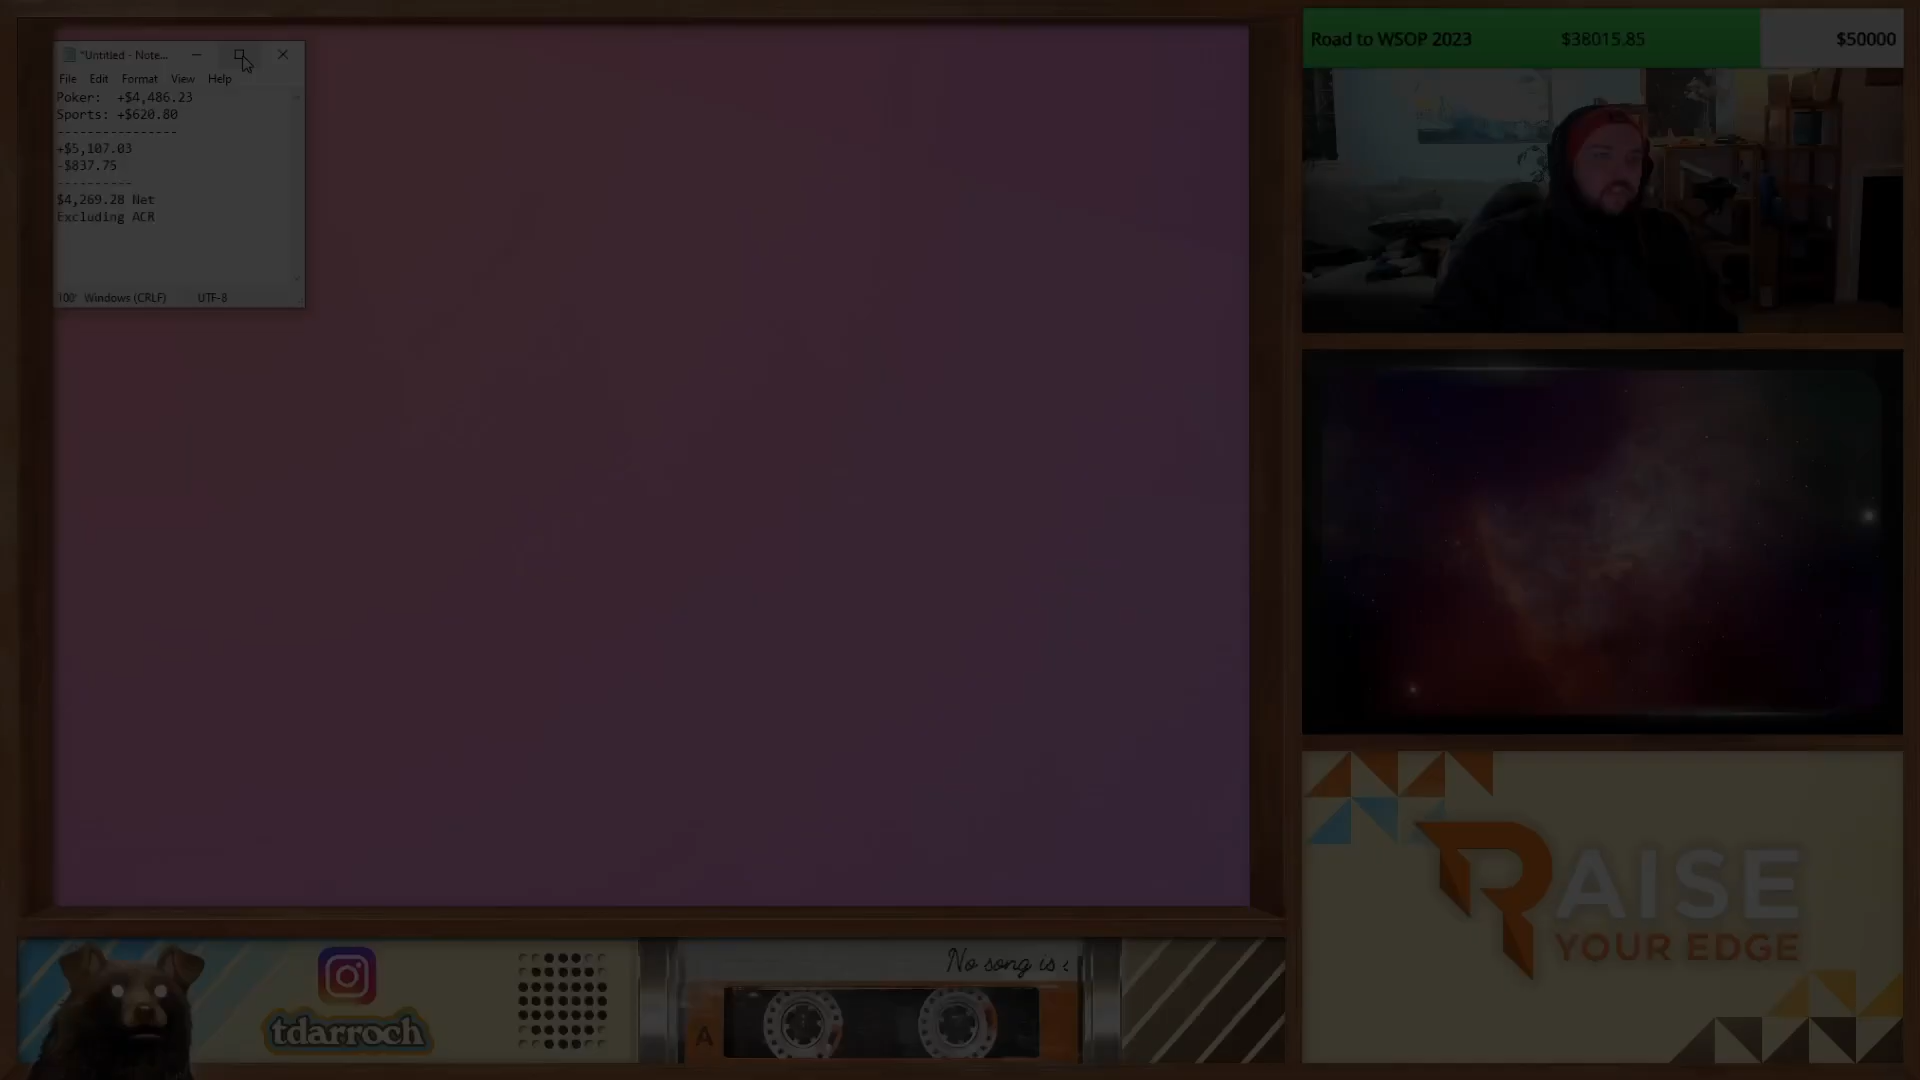 *Untitled - Note...
File Edit Format View Help
Poker: +$4,486.23
Sports: +$620.80
----------------
+$5,107.03
-$837.75
----------
$4,269.28 Net
Excluding ACR
100% Windows (CRLF) UTF-8
Road to WSOP 2023 $38015.85 $50000
RAISE
YOUR EDGE
tdarroch
No song is
A